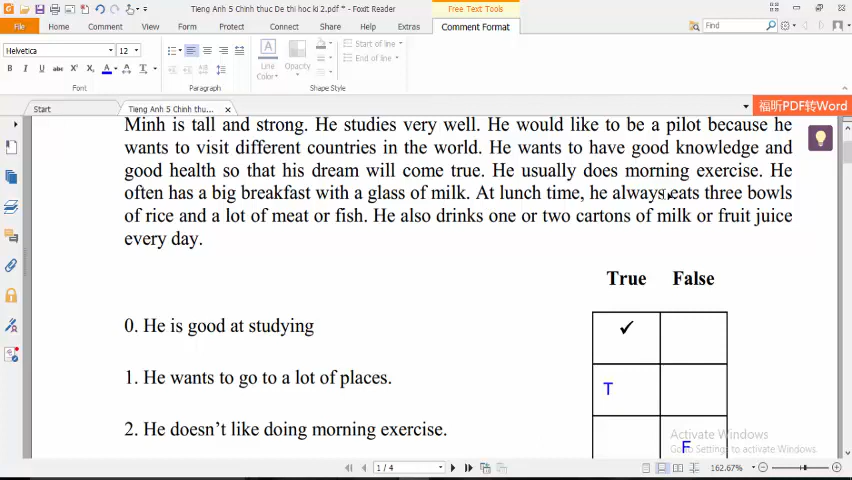 Tieng Anh 5 Chinh thuc De thi hoc ki 2.pdf * - Foxit Reader
Free Text Tools
File Home Comment View Form Protect Share Help Extras Comment Format
Find
Helvetica 12
B I U abc X² X₂ A A T
Font
Paragraph
Line Color
Opacity
Start of line
End of line
Shape Style
Start
Tieng Anh 5 Chinh thu...
福昕PDF转Word
Minh is tall and strong. He studies very well. He would like to be a pilot because he
wants to visit different countries in the world. He wants to have good knowledge and
good health so that his dream will come true. He usually does morning exercise. He
often has a big breakfast with a glass of milk. At lunch time, he always eats three bowls
of rice and a lot of meat or fish. He also drinks one or two cartons of milk or fruit juice
every day.
True False
0. He is good at studying ✓
1. He wants to go to a lot of places. T
2. He doesn't like doing morning exercise. F
Activate Windows
Go to Settings to activate Windows.
1 / 4
162.67%